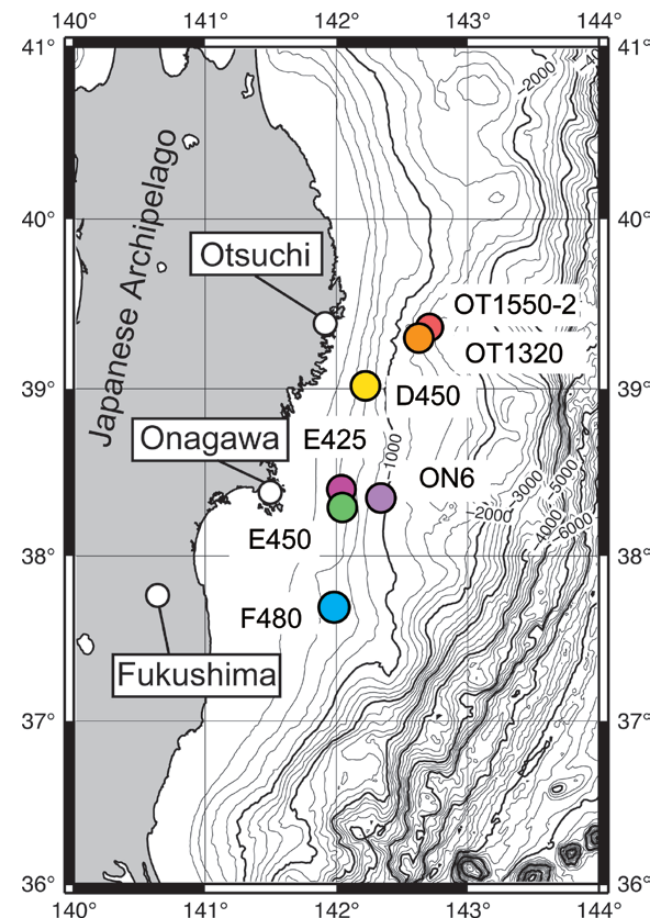 140° 141° 142° 143° 144°
41° 41°
−2000
Japanese Archipelago
40° 40°
Otsuchi
OT1550-2
OT1320
39° 39°
D450
Onagawa
E425
−1000
ON6
−3000
−5000
−2000
−4000
−6000
E450
38° 38°
F480
Fukushima
37° 37°
36° 36°
140° 141° 142° 143° 144°